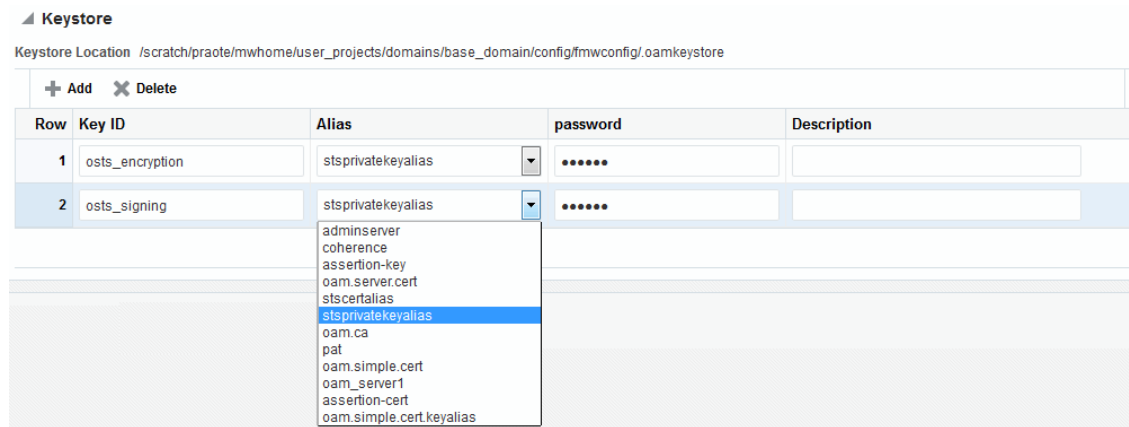 Keystore
Keystore Location /scratch/praote/mwhome/user_projects/domains/base_domain/config/fmwconfig/.oamkeystore
Add Delete
Row Key ID Alias password Description
1 osts_encryption stsprivatekeyalias ••••••
2 osts_signing stsprivatekeyalias ••••••
adminserver
coherence
assertion-key
oam.server.cert
stscertalias
stsprivatekeyalias
oam.ca
pat
oam.simple.cert
oam_server1
assertion-cert
oam.simple.cert.keyalias